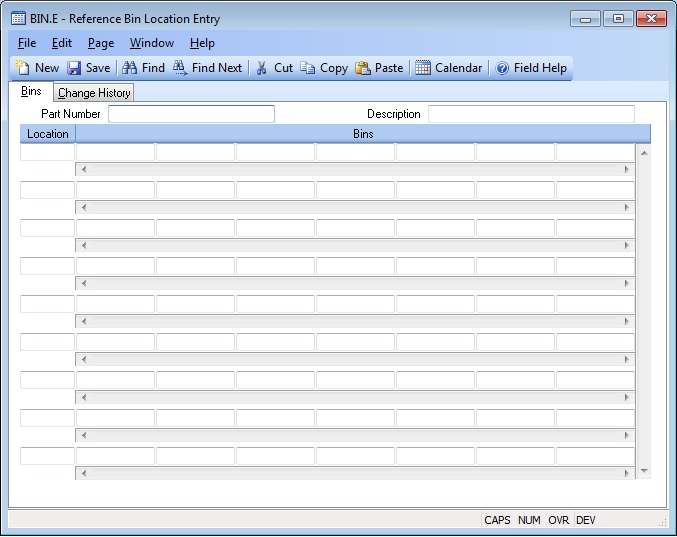 BIN.E - Reference Bin Location Entry
File Edit Page Window Help
New Save Find Find Next Cut Copy Paste Calendar Field Help
Bins Change History
Part Number Description
Location Bins
CAPS NUM OVR DEV